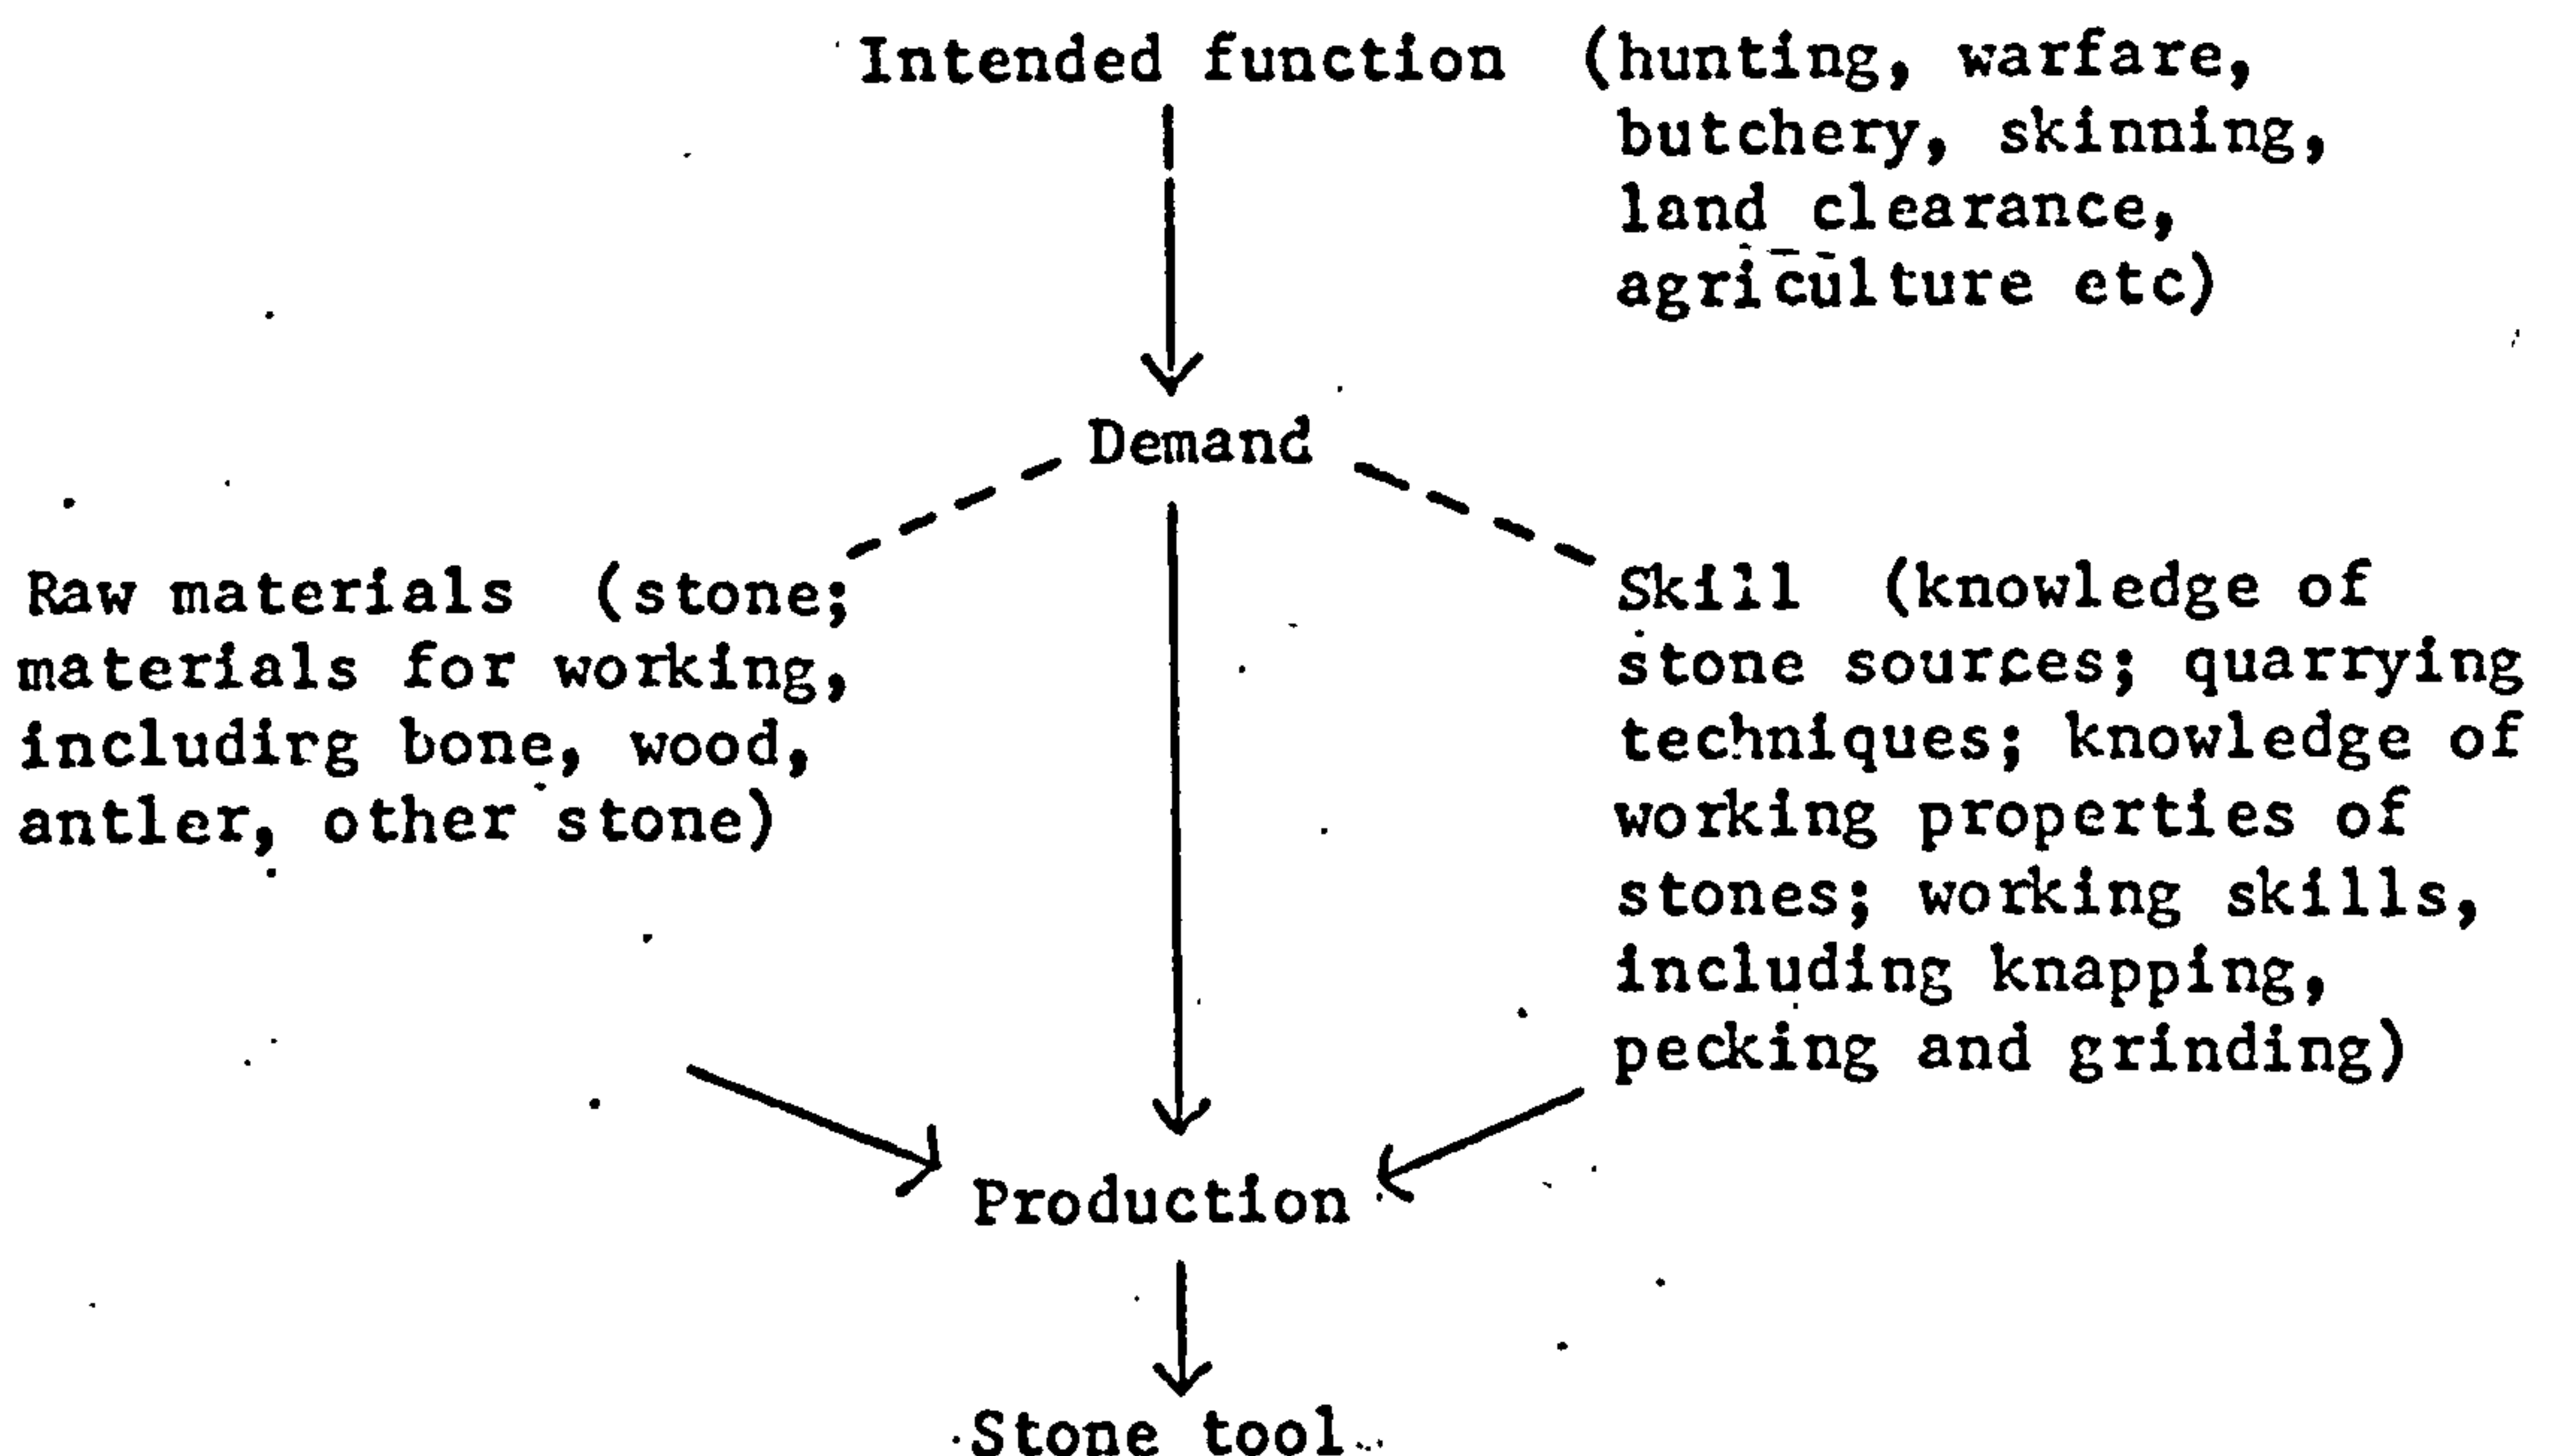 Intended function (hunting, warfare,
butchery, skinning,
land clearance,
agriculture etc)
Demand
Raw materials (stone;
materials for working,
including bone, wood,
antler, other stone)
Skill (knowledge of
stone sources; quarrying
techniques; knowledge of
working properties of
stones; working skills,
including knapping,
pecking and grinding)
Production
Stone tool